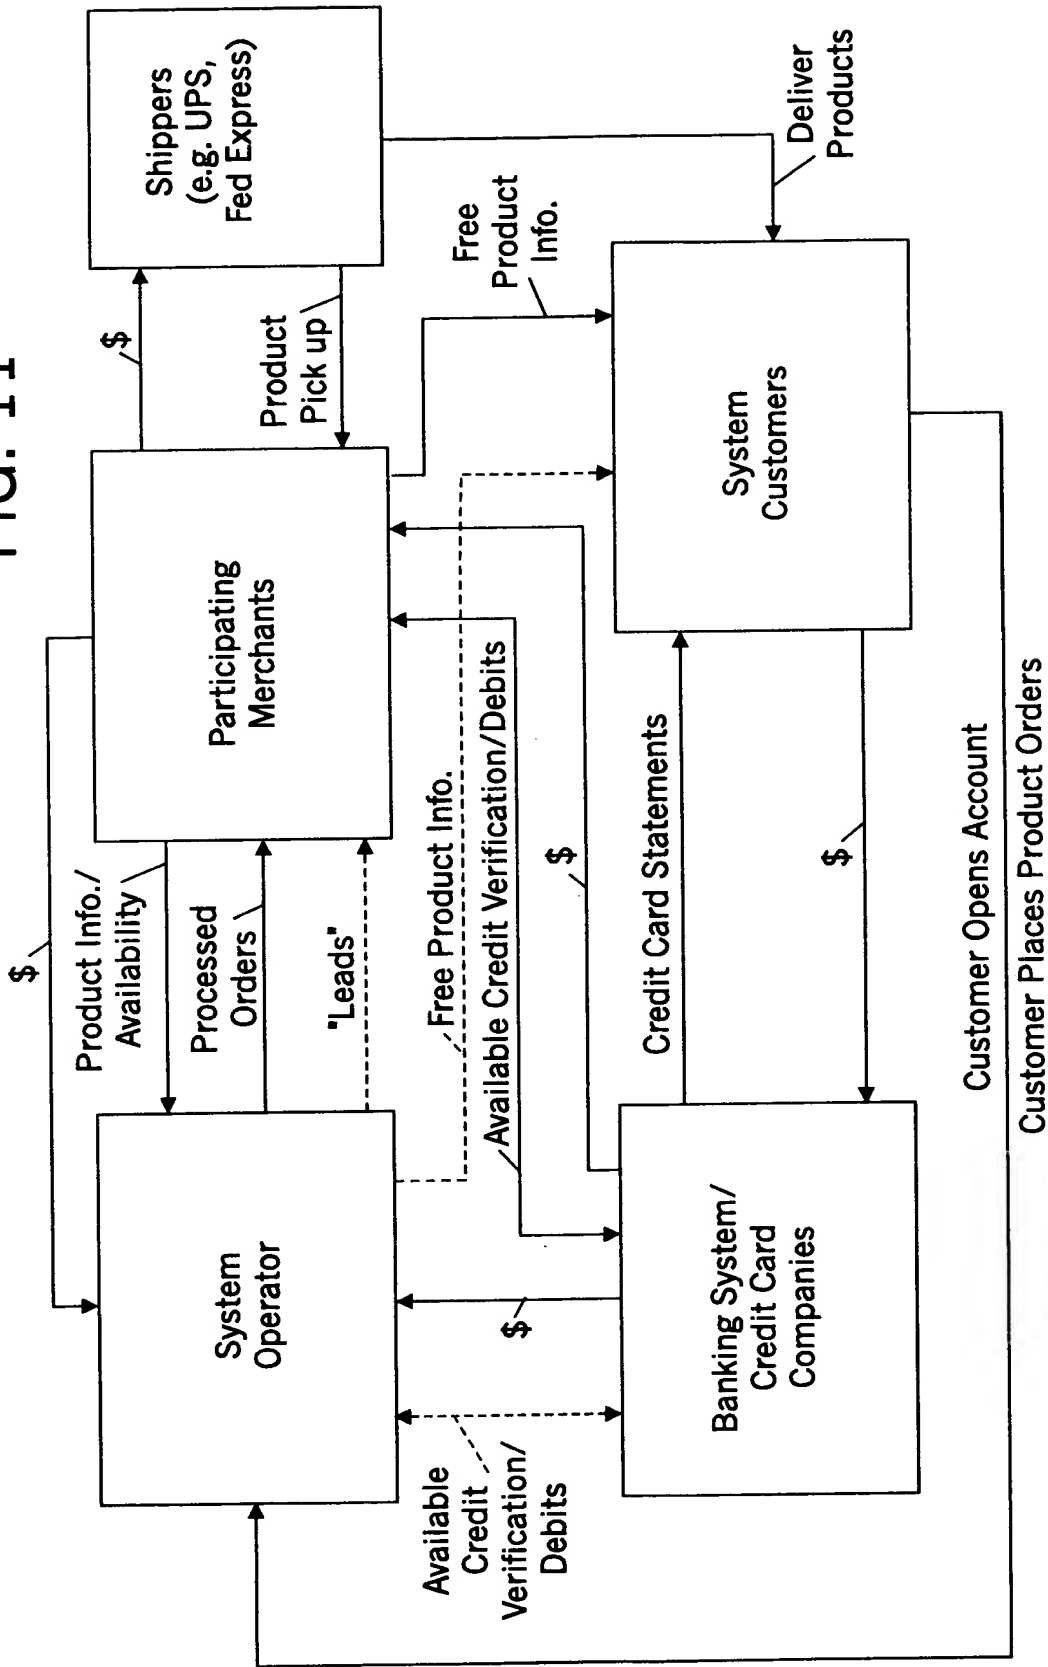 FIG. 11
$
Product Info./
Availability
Processed
Orders
"Leads"
System
Operator
Participating
Merchants
$
Product
Pick up
Shippers
(e.g. UPS,
Fed Express)
Free
Product
Info.
Free Product Info.
Available Credit Verification/Debits
Available
Credit
Verification/
Debits
$
$
Credit Card Statements
Banking System/
Credit Card
Companies
System
Customers
Deliver
Products
$
Customer Opens Account
Customer Places Product Orders